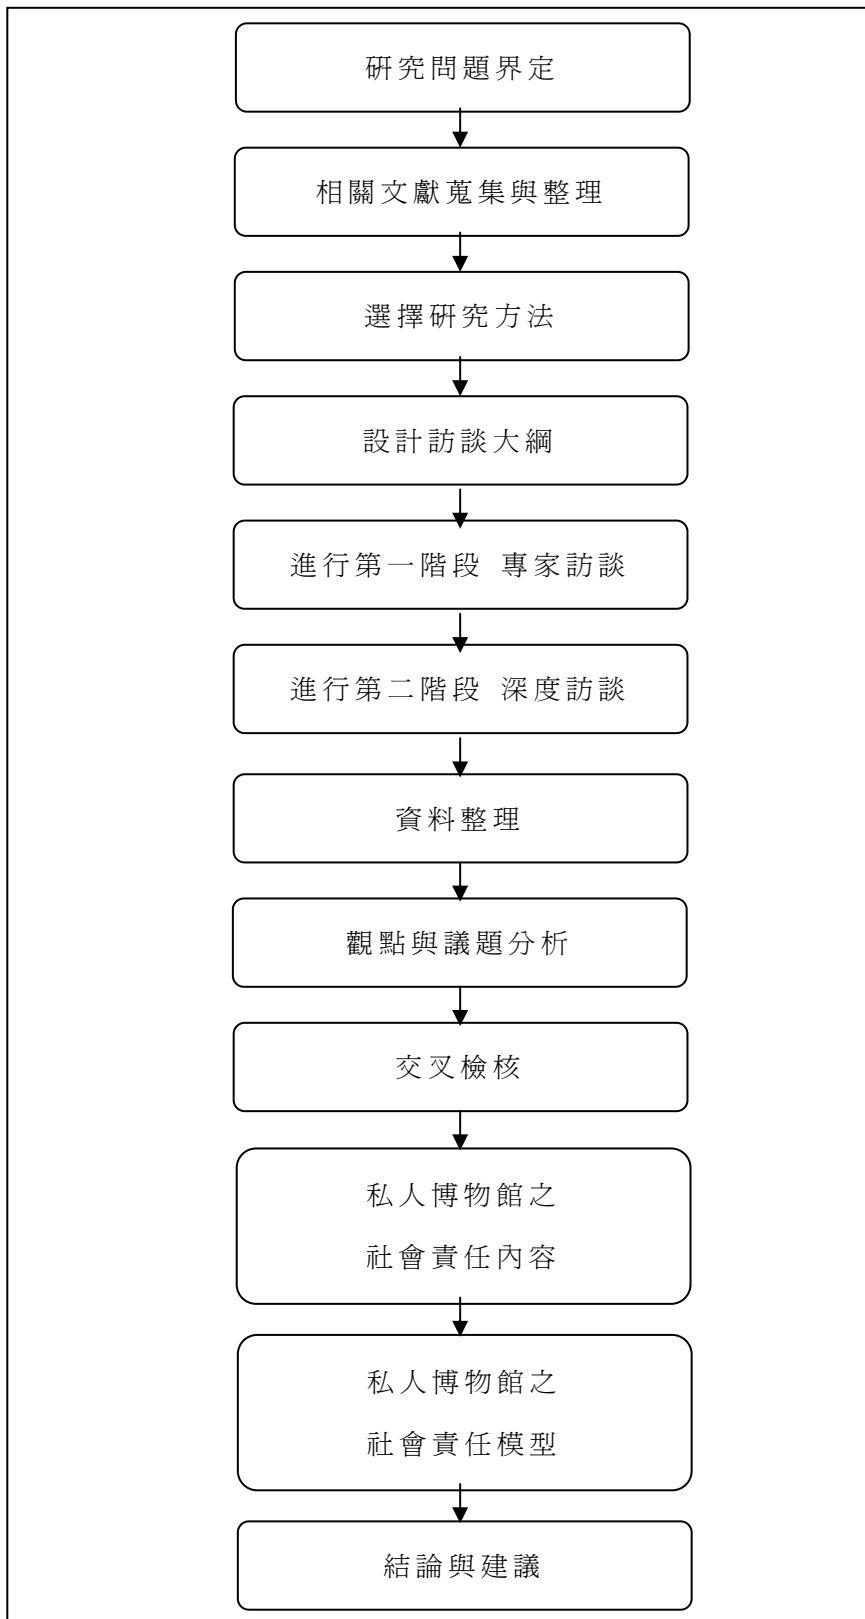 研究問題界定
相關文獻蒐集與整理
選擇研究方法
設計訪談大綱
進行第一階段 專家訪談
進行第二階段 深度訪談
資料整理
觀點與議題分析
交叉檢核
私人博物館之
社會責任內容
私人博物館之
社會責任模型
結論與建議